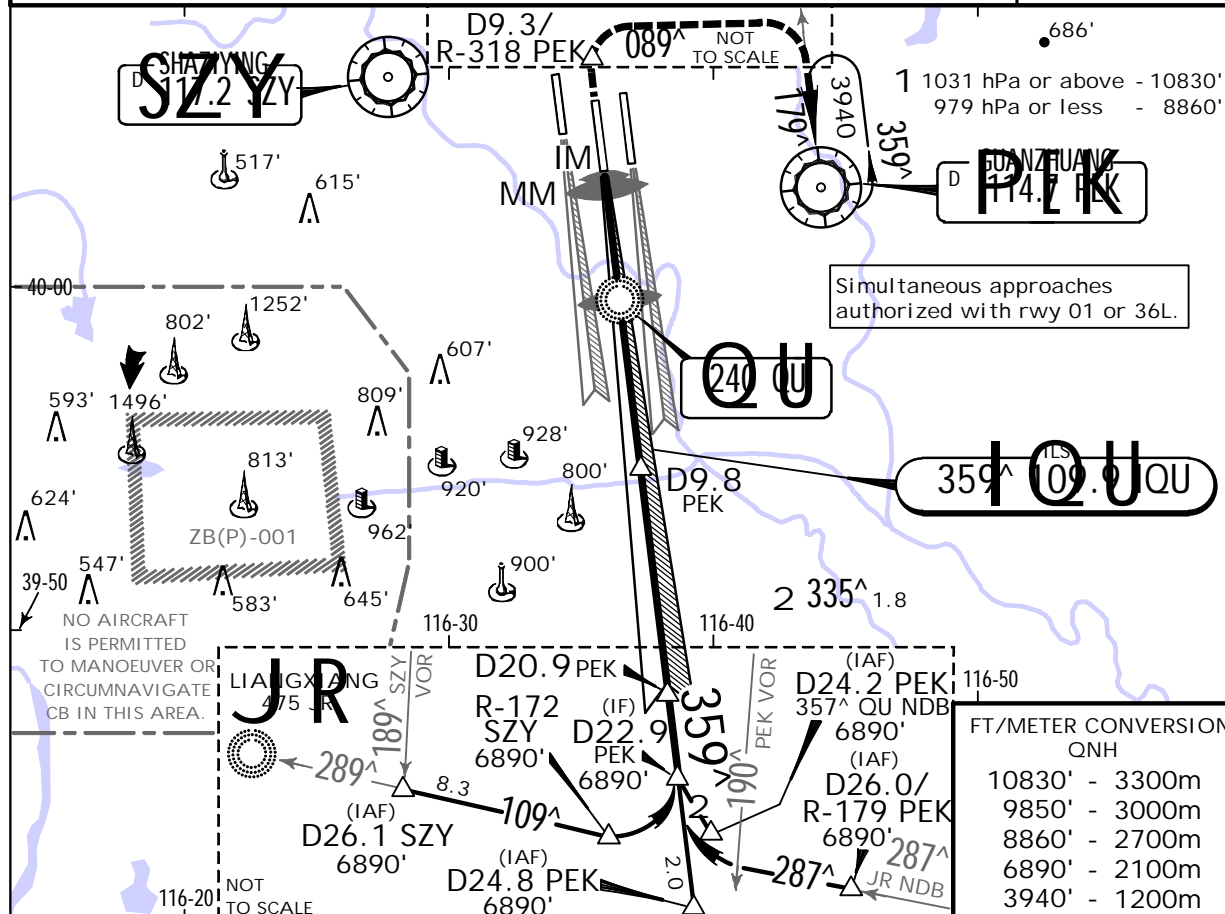 D9.3/
R-318 PEK
089^
NOT
TO SCALE
686'
SHAZIYING
D
117.2 SZY
SZY
179^
3940
359^
1 1031 hPa or above - 10830'
979 hPa or less - 8860'
517'
IM
MM
615'
GUANZHUANG
D
114.7 PEK
PEK
40-00
Simultaneous approaches
authorized with rwy 01 or 36L.
1252'
802'
607'
240 QU
QU
593'
1496'
809'
928'
920'
813'
800'
D9.8
PEK
ILS
359^ 109.9 IQU
IQU
624'
962'
ZB(P)-001
547'
583'
645'
900'
39-50
2 335^ 1.8
NO AIRCRAFT
IS PERMITTED
TO MANOEUVER OR
CIRCUMNAVIGATE
CB IN THIS AREA.
116-30
116-40
116-50
LIANGXIANG
475 JR
JR
SZY
VOR
189^
289^
D20.9 PEK
R-172
SZY
6890'
(IF)
D22.9
PEK
6890'
359^
PEK VOR
190^
(IAF)
D24.2 PEK
357^ QU NDB
6890'
(IAF)
D26.0/
R-179 PEK
6890'
8.3
109^
(IAF)
D26.1 SZY
6890'
2
287^
287^
JR NDB
(IAF)
D24.8 PEK
6890'
2.0
116-20
NOT
TO SCALE
FT/METER CONVERSION
QNH
10830' - 3300m
9850' - 3000m
8860' - 2700m
6890' - 2100m
3940' - 1200m